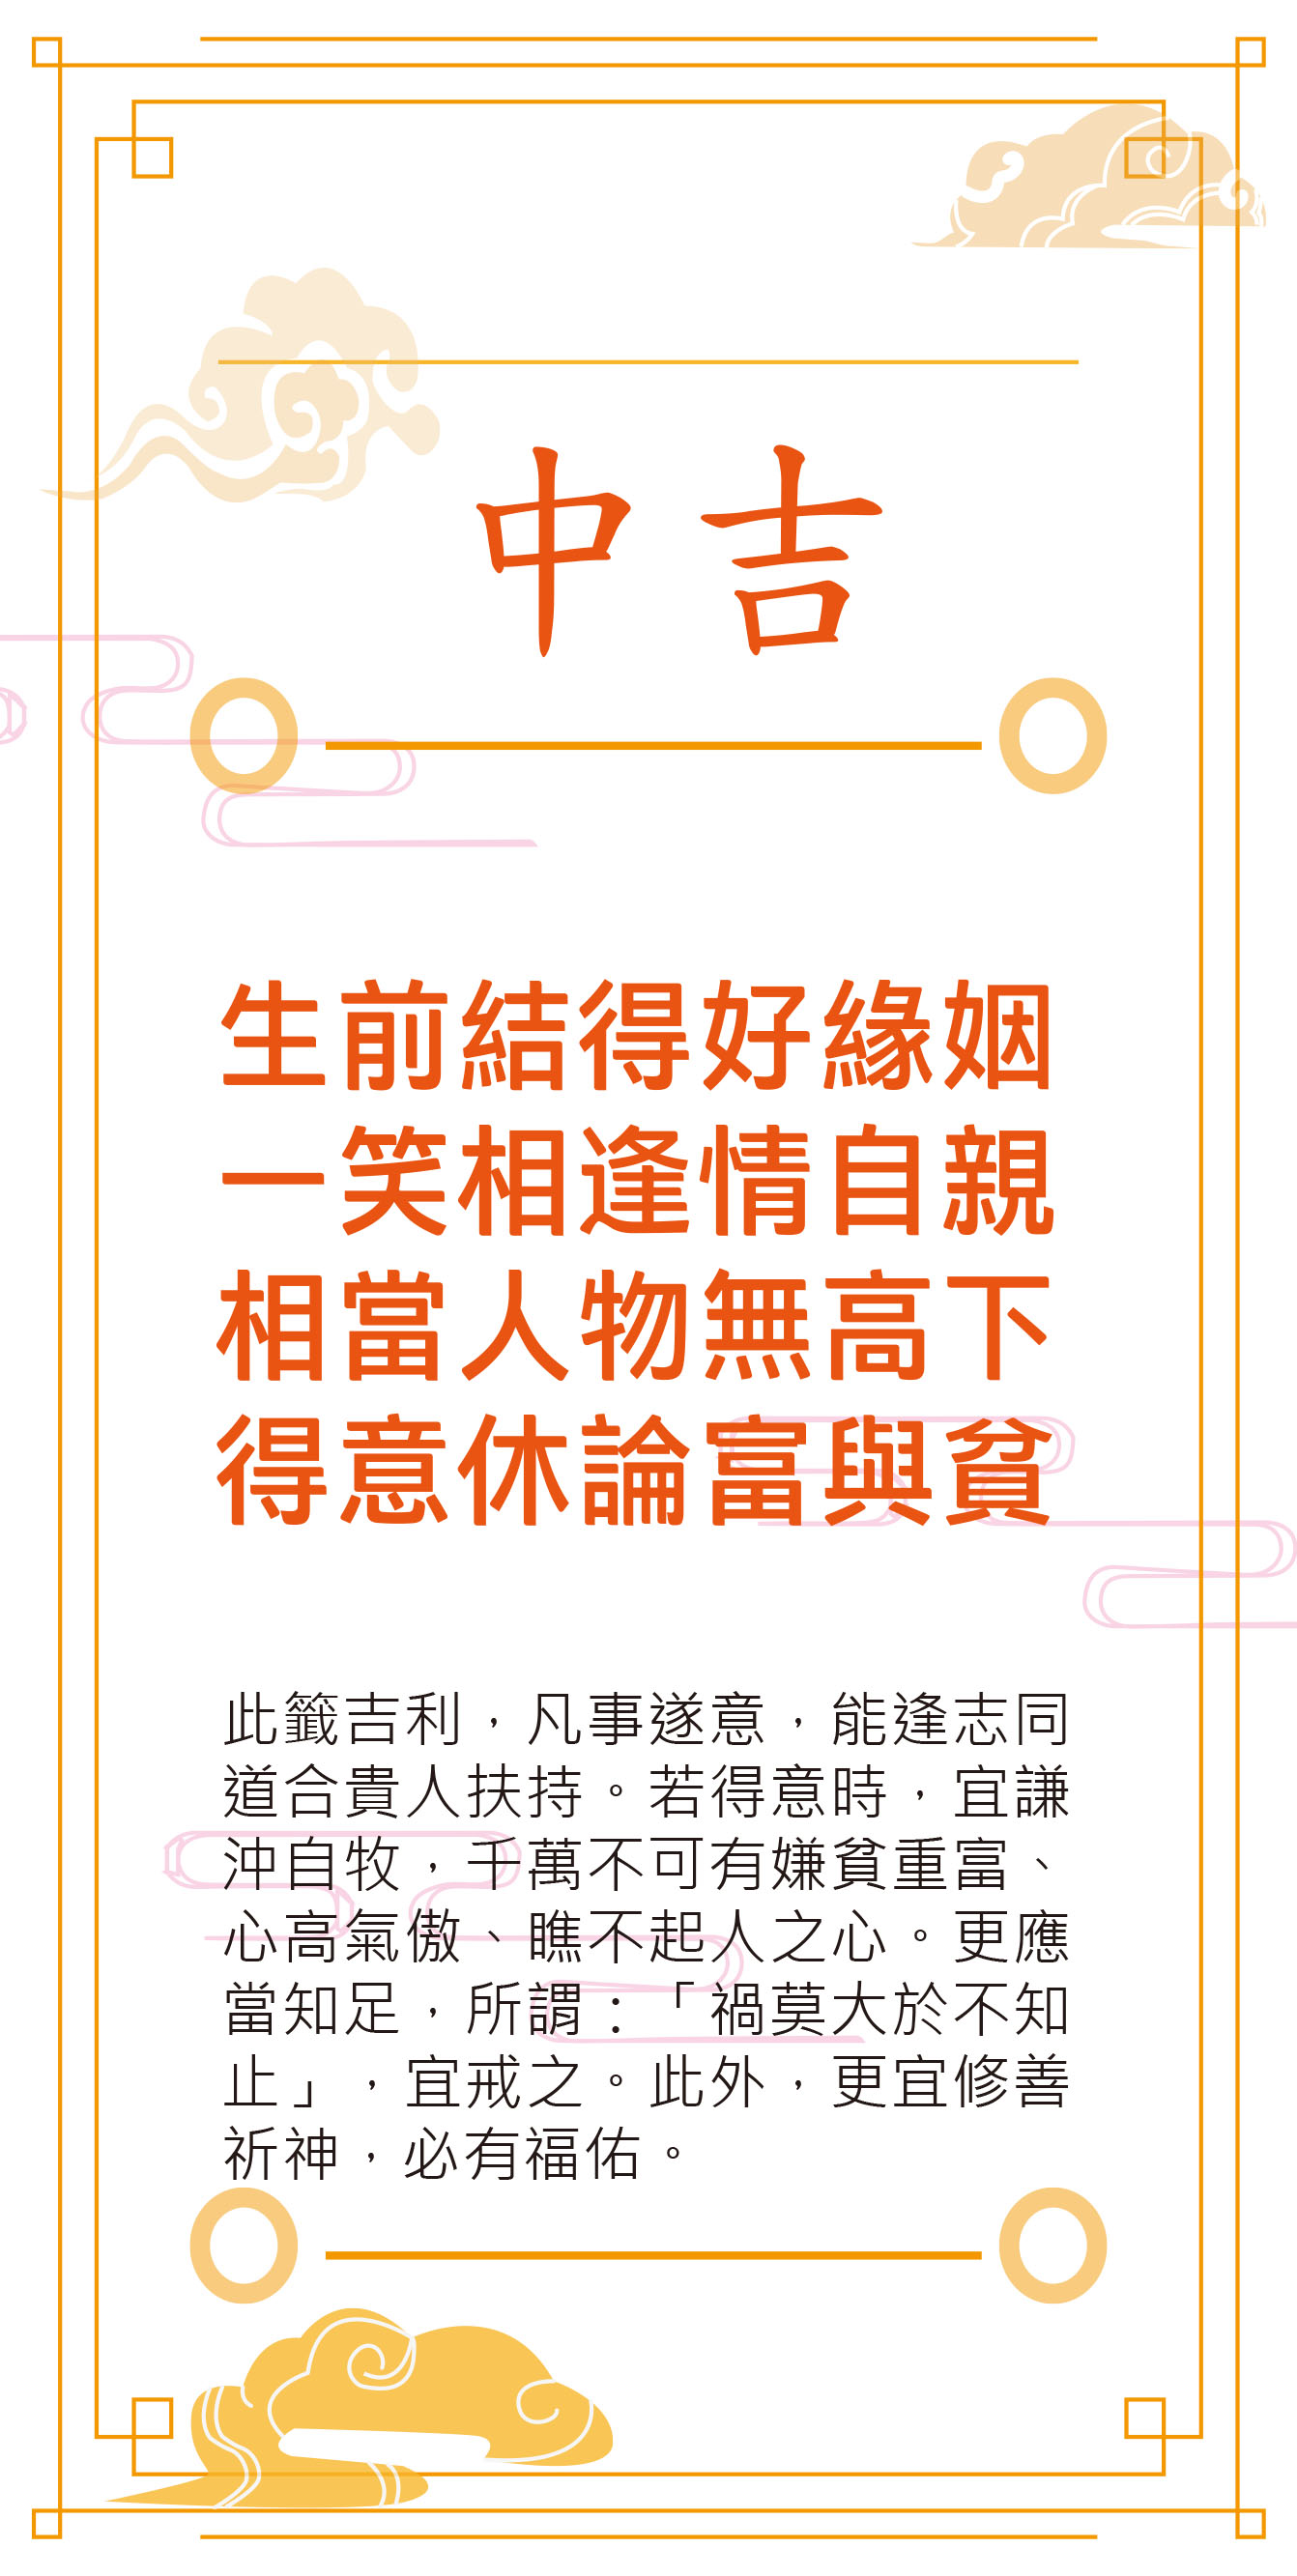 中吉
生前結得好緣姻
一笑相逢情自親
相當人物無高下
得意休論富與貧
此籤吉利，凡事遂意，能逢志同
道合貴人扶持。若得意時，宜謙
沖自牧，千萬不可有嫌貧重富、
心高氣傲、瞧不起人之心。更應
當知足，所謂：「禍莫大於不知
止」，宜戒之。此外，更宜修善
祈神，必有福佑。